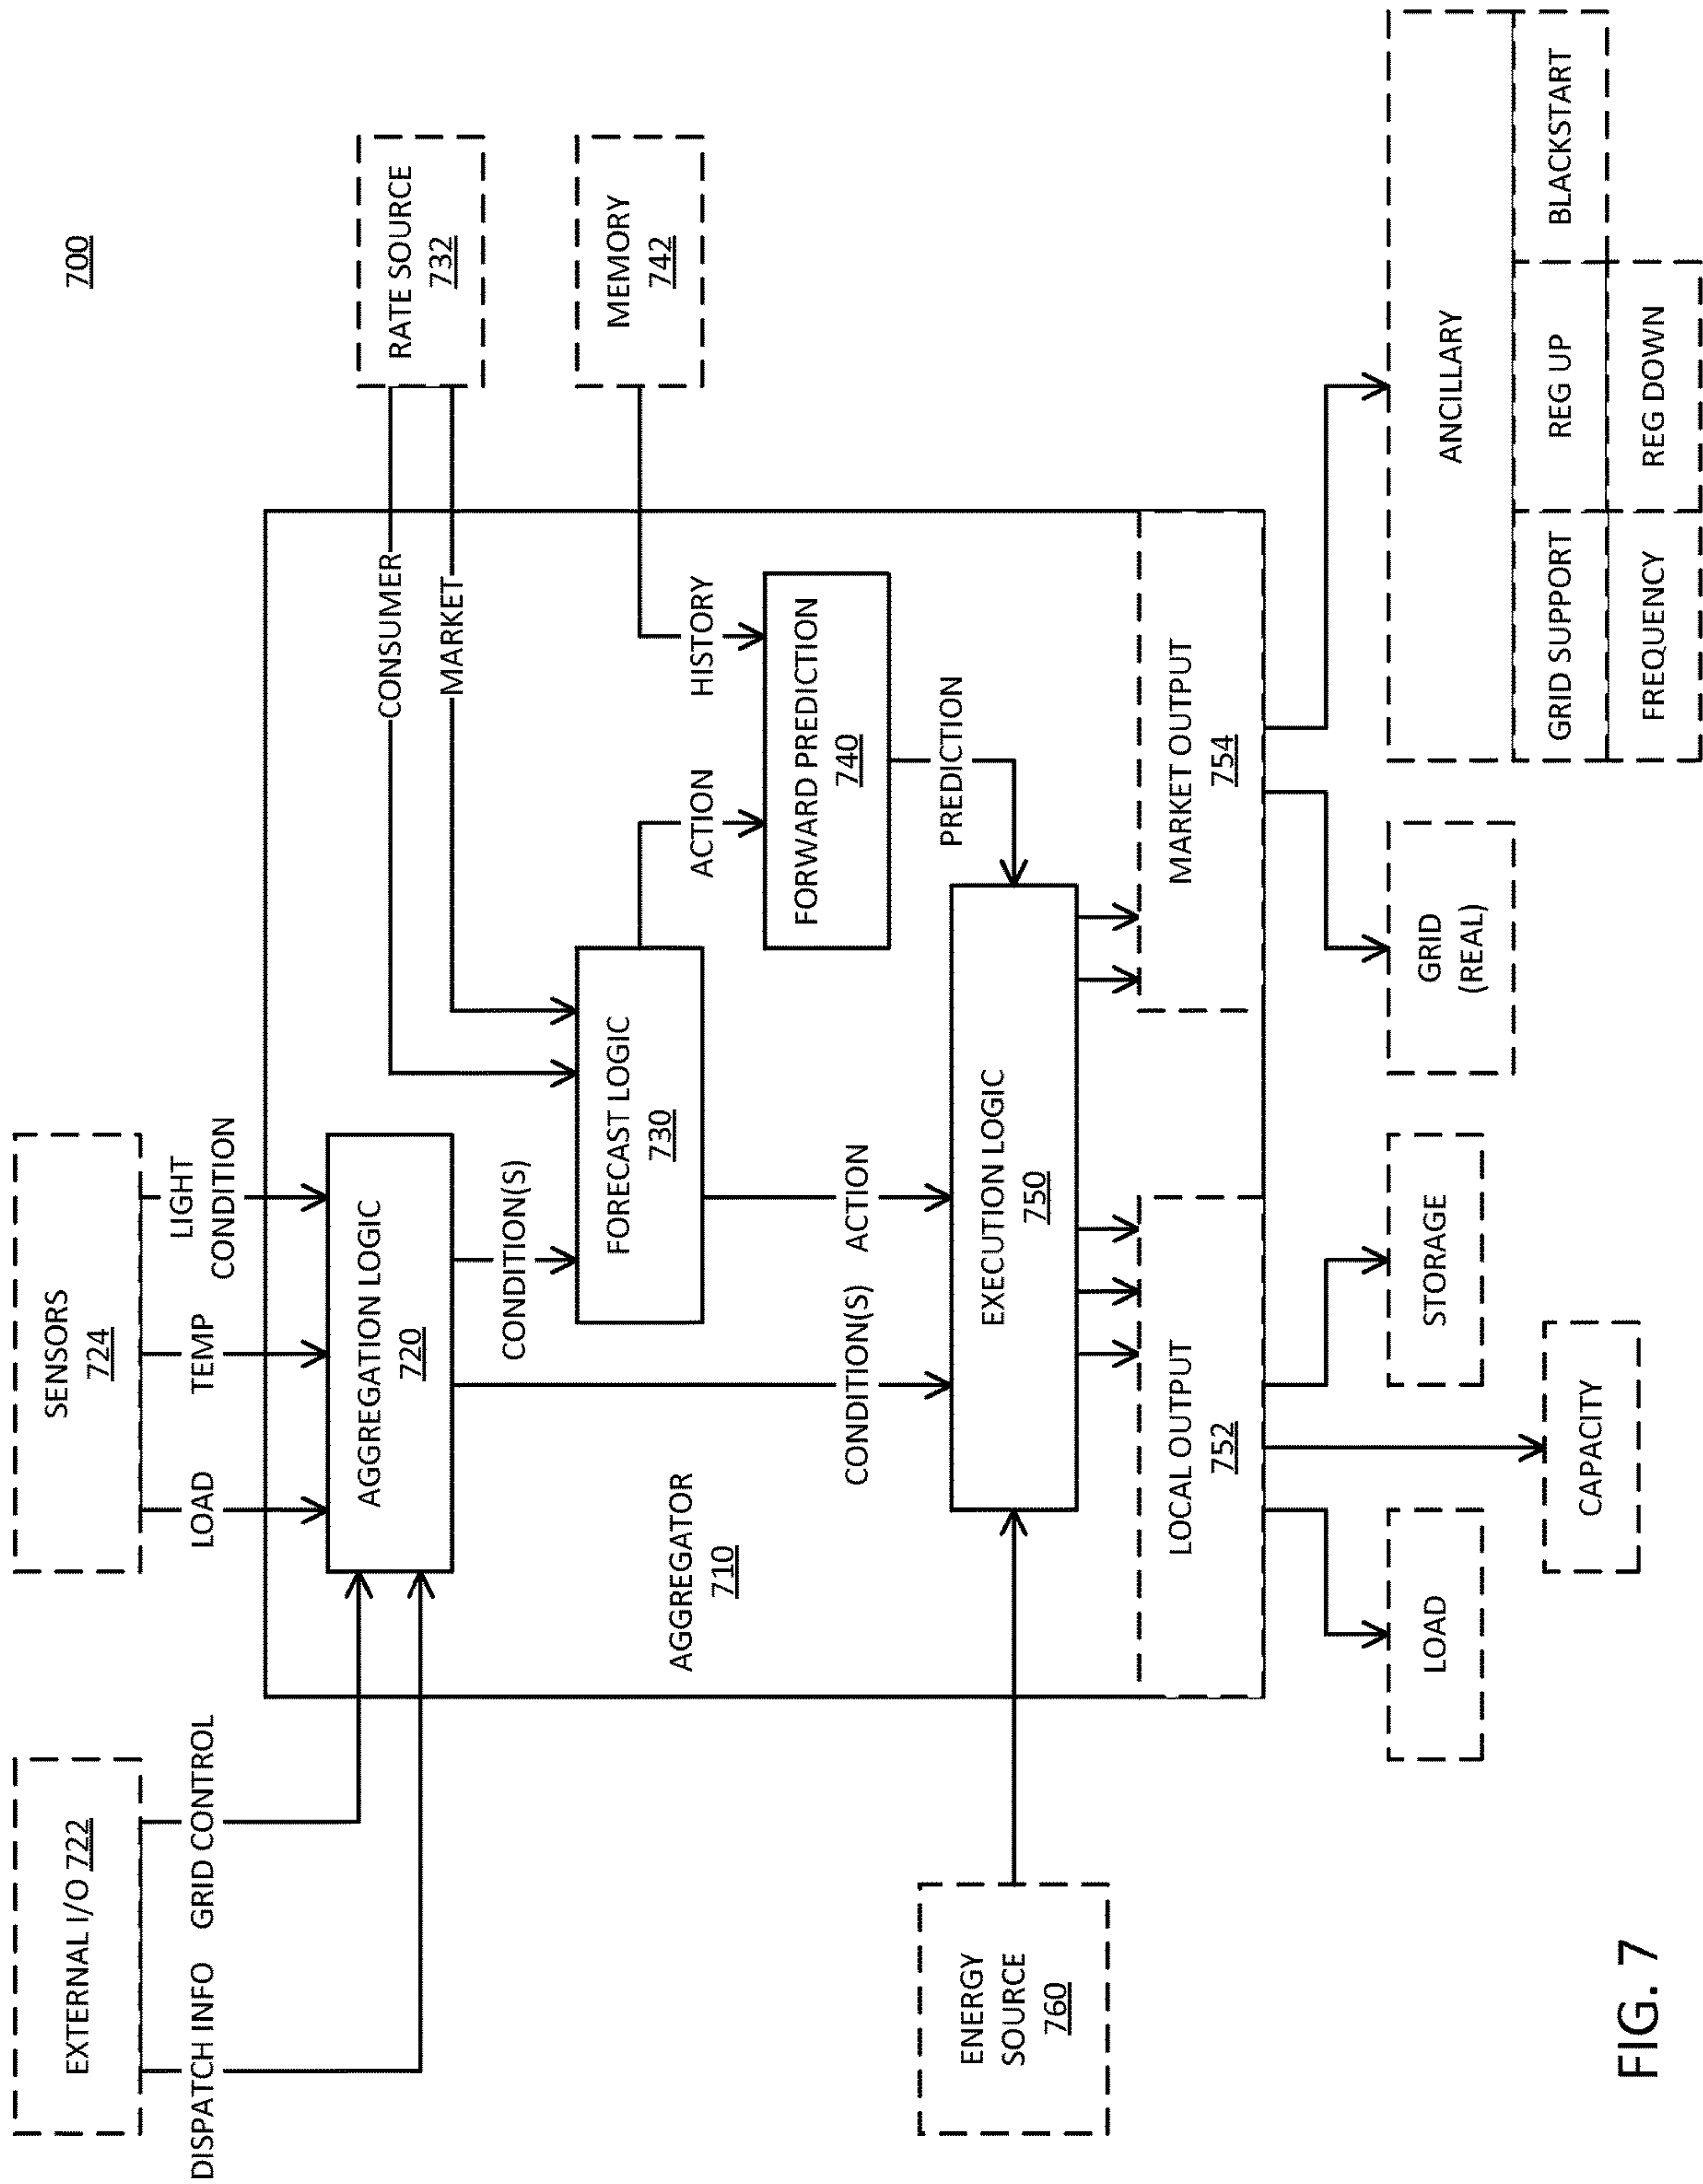 700
EXTERNAL I/O 722
DISPATCH INFO
GRID CONTROL
SENSORS
724
LOAD
TEMP
LIGHT
CONDITION
RATE SOURCE
732
CONSUMER
MARKET
MEMORY
742
HISTORY
AGGREGATION LOGIC
720
CONDITION(S)
FORECAST LOGIC
730
ACTION
FORWARD PREDICTION
740
PREDICTION
AGGREGATOR
710
CONDITION(S)
ACTION
ENERGY
SOURCE
760
EXECUTION LOGIC
750
LOCAL OUTPUT
752
MARKET OUTPUT
754
LOAD
CAPACITY
STORAGE
GRID
(REAL)
ANCILLARY
GRID SUPPORT
REG UP
BLACKSTART
FREQUENCY
REG DOWN
FIG. 7